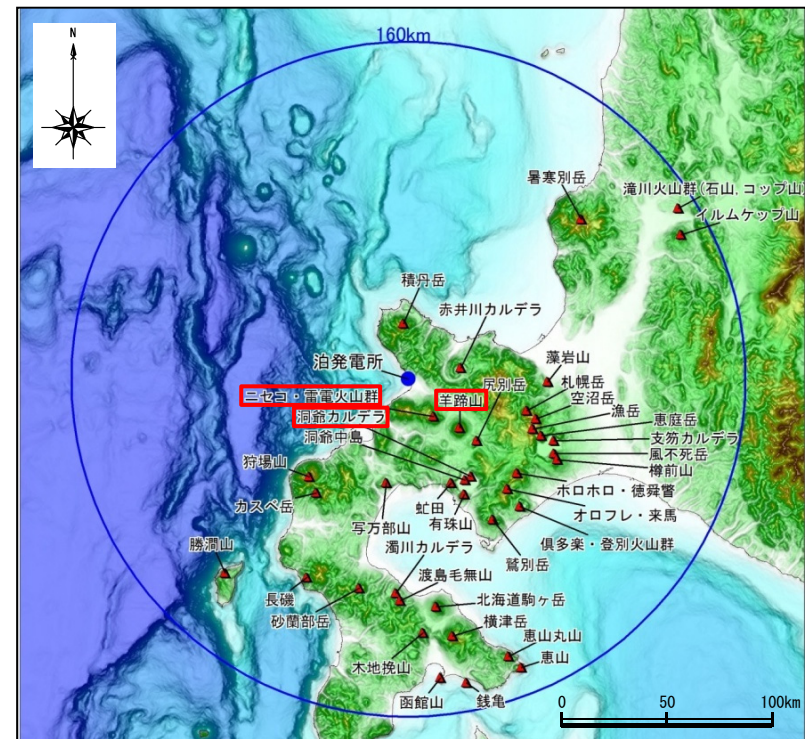 160km
N
暑寒別岳
滝川火山群(石山,コップ山)
イルムケップ山
積丹岳
赤井川カルデラ
泊発電所
藻岩山
ニセコ・雷電火山群
羊蹄山
尻別岳
札幌岳
空沼岳
洞爺カルデラ
漁岳
恵庭岳
洞爺中島
支笏カルデラ
風不死岳
狩場山
樽前山
カスベ岳
写万部山
虻田
有珠山
ホロホロ・徳舜瞥
オロフレ・来馬
勝澗山
濁川カルデラ
鷲別岳
倶多楽・登別火山群
渡島毛無山
長磯
砂蘭部岳
北海道駒ヶ岳
横津岳
木地挽山
恵山丸山
恵山
函館山
銭亀
0 50 100km